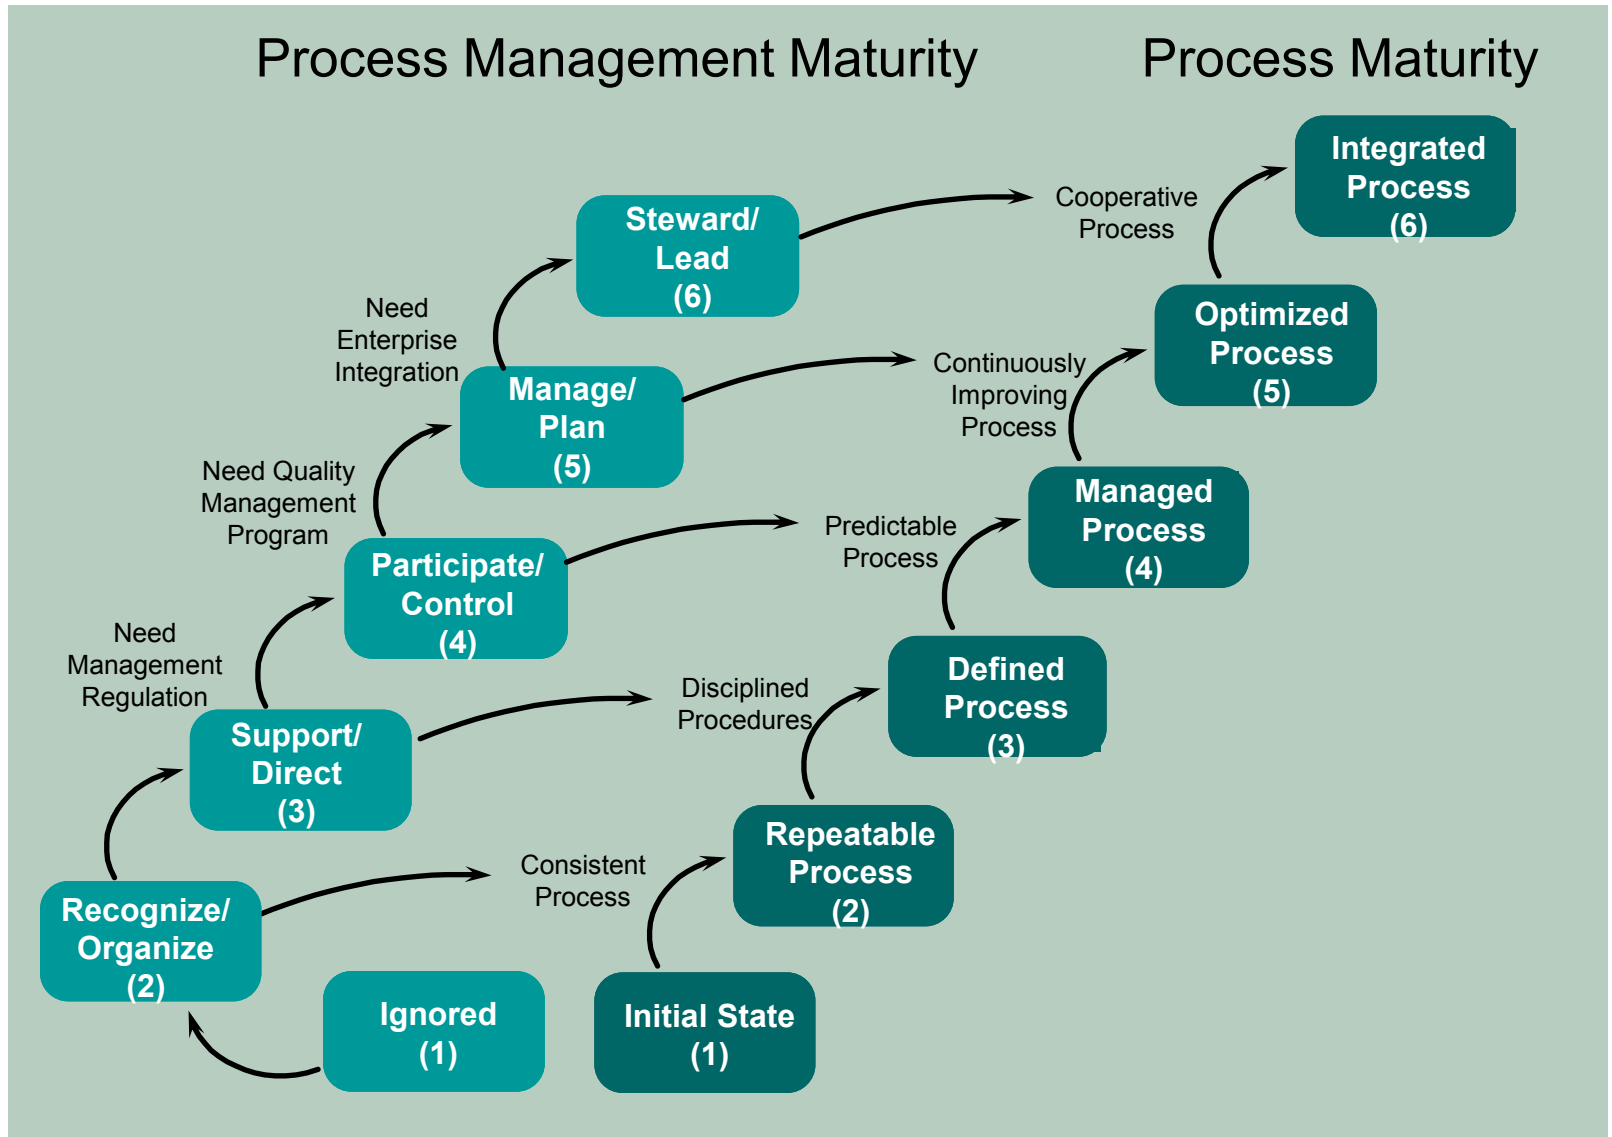 Process Management Maturity
Process Maturity
Integrated
Process
(6)
Cooperative
Process
Steward/
Lead
(6)
Optimized
Process
(5)
Need
Enterprise
Integration
Continuously
Improving
Process
Manage/
Plan
(5)
Managed
Process
(4)
Need Quality
Management
Program
Predictable
Process
Participate/
Control
(4)
Defined
Process
(3)
Need
Management
Regulation
Disciplined
Procedures
Support/
Direct
(3)
Repeatable
Process
(2)
Consistent
Process
Recognize/
Organize
(2)
Ignored
(1)
Initial State
(1)